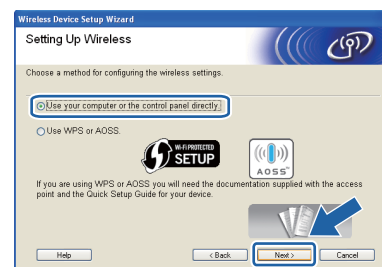 Wireless Device Setup Wizard
Setting Up Wireless
Choose a method for configuring the wireless settings.
Use your computer or the control panel directly.
Use WPS or AOSS.
Wi-Fi PROTECTED
SETUP
AOSS™
If you are using WPS or AOSS you will need the documentation supplied with the access
point and the Quick Setup Guide for your device.
Help
< Back
Next >
Cancel